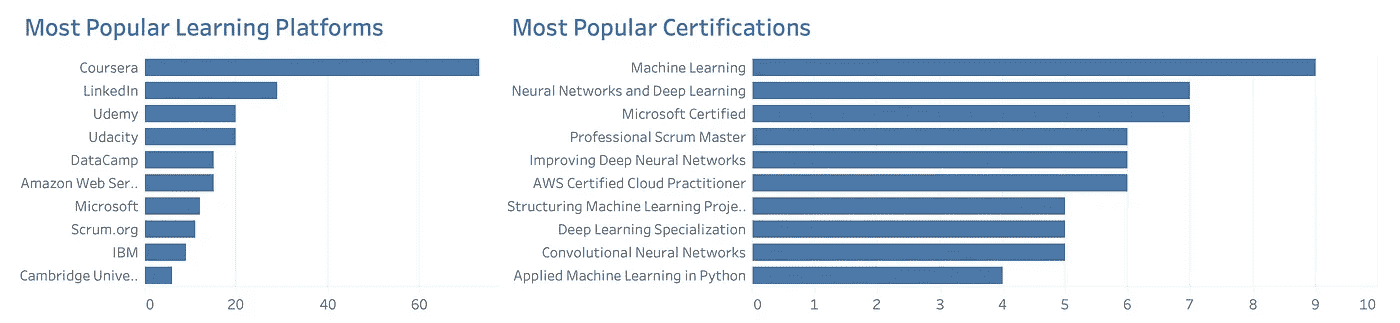 Most Popular Learning Platforms
Coursera
LinkedIn
Udemy
Udacity
DataCamp
Amazon Web Ser..
Microsoft
Scrum.org
IBM
Cambridge Unive..
0 20 40 60
Most Popular Certifications
Machine Learning
Neural Networks and Deep Learning
Microsoft Certified
Professional Scrum Master
Improving Deep Neural Networks
AWS Certified Cloud Practitioner
Structuring Machine Learning Proje..
Deep Learning Specialization
Convolutional Neural Networks
Applied Machine Learning in Python
0 1 2 3 4 5 6 7 8 9 10